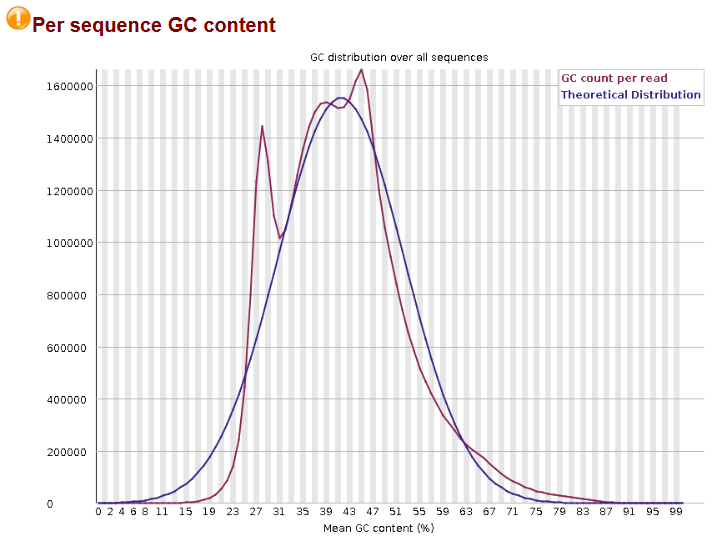 Per sequence GC content
GC distribution over all sequences
GC count per read
Theoretical Distribution
1600000
1400000
1200000
1000000
800000
600000
400000
200000
0
0 2 4 6 8 11 15 19 23 27 31 35 39 43 47 51 55 59 63 67 71 75 79 83 87 91 95 99
Mean GC content (%)